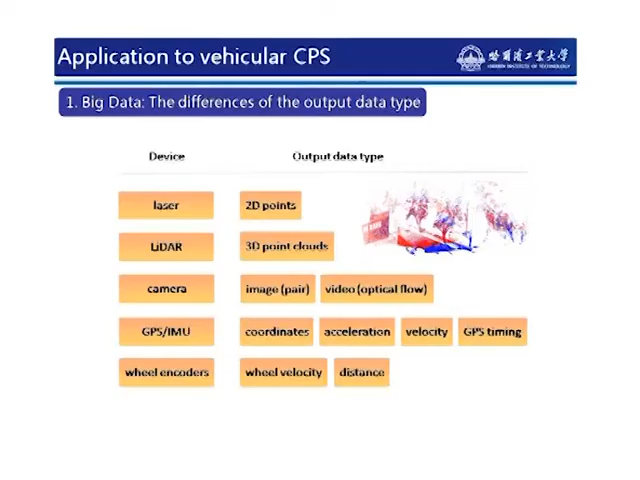 Application to vehicular CPS
哈爾濱工業大學
HARBIN INSTITUTE OF TECHNOLOGY
1. Big Data: The differences of the output data type
Device Output data type
laser 2D points
LiDAR 3D point clouds
camera image (pair) video (optical flow)
GPS/IMU coordinates acceleration velocity GPS timing
wheel encoders wheel velocity distance